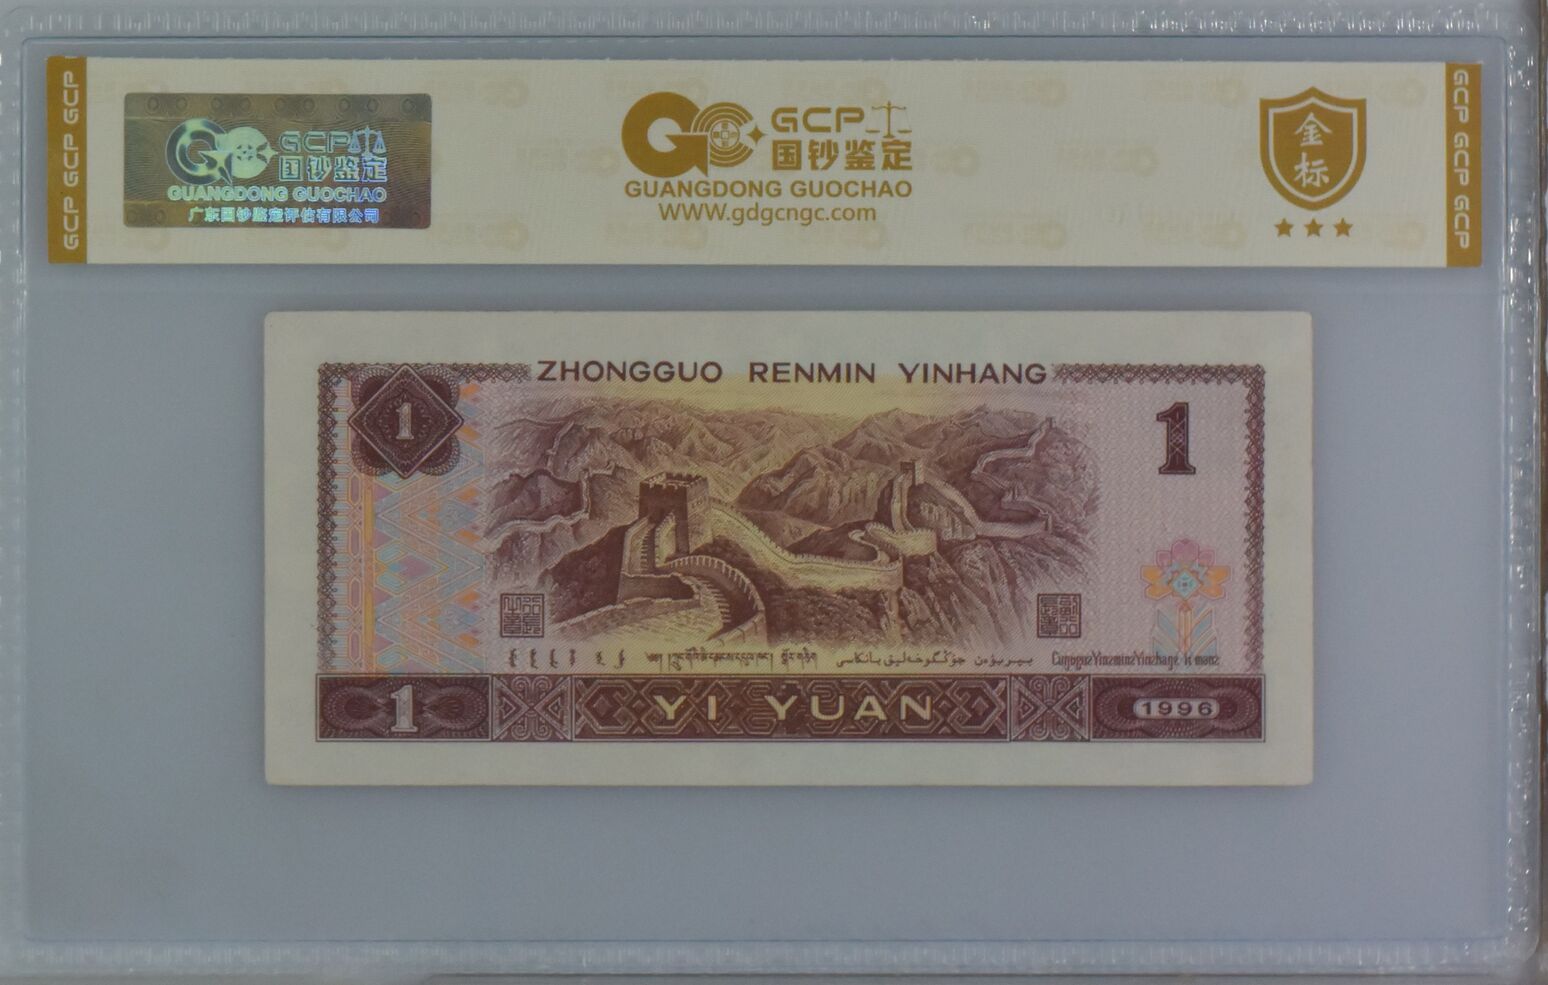 GCP GCP GCP
GCP
国钞鉴定
GUANGDONG GUOCHAO
广东国钞鉴定评估有限公司
GCP
国钞鉴定
GUANGDONG GUOCHAO
WWW.gdgcngc.com
金标
GCP GCP GCP
ZHONGGUO RENMIN YINHANG
1
1
1
YI YUAN
1996